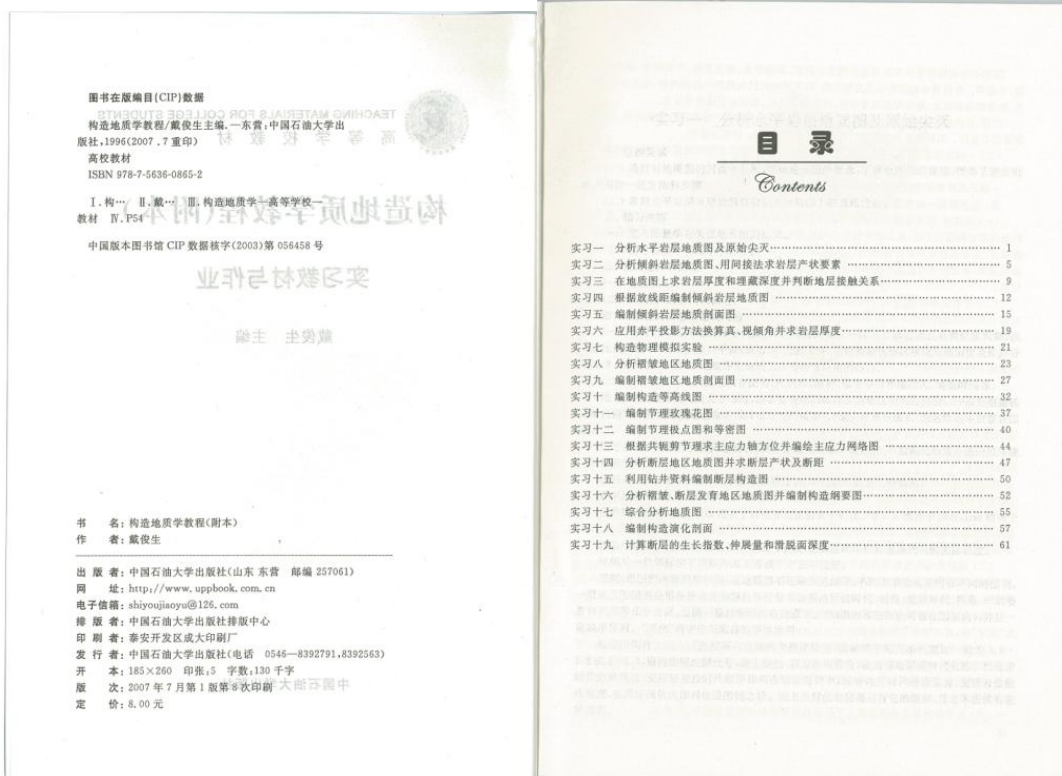 图书在版编目(CIP)数据
构造地质学教程/戴俊生主编.—东营:中国石油大学出
版社,1996(2007.7重印)
高校教材
ISBN 978-7-5636-0865-2
Ⅰ.构… Ⅱ.戴… Ⅲ.构造地质学—高等学校—
教材 Ⅳ.P54
中国版本图书馆CIP数据核字(2003)第056458号
书 名:构造地质学教程(附本)
作 者:戴俊生
出 版 者:中国石油大学出版社(山东 东营 邮编 257061)
网 址:http://www.uppbook.com.cn
电子信箱:shiyoujiaoyu@126.com
排 版 者:中国石油大学出版社排版中心
印 刷 者:泰安开发区成大印刷厂
发 行 者:中国石油大学出版社(电话 0546—8392791,8392563)
开 本:185×260 印张:5 字数:130千字
版 次:2007年7月第1版第8次印刷
定 价:8.00元
目录
Contents
实习一 分析水平岩层地质图及原始尖灭 1
实习二 分析倾斜岩层地质图、用间接法求岩层产状要素 5
实习三 在地质图上求岩层厚度和埋藏深度并判断地层接触关系 9
实习四 根据放线距编制倾斜岩层地质图 12
实习五 编制倾斜岩层地质剖面图 15
实习六 应用赤平投影方法换算真、视倾角并求岩层厚度 19
实习七 构造物理模拟实验 21
实习八 分析褶皱地区地质图 23
实习九 编制褶皱地区地质剖面图 27
实习十 编制构造等高线图 32
实习十一 编制节理玫瑰花图 37
实习十二 编制节理极点图和等密图 40
实习十三 根据共轭剪节理求主应力轴方位并编绘主应力网络图 44
实习十四 分析断层地区地质图并求断层产状及断距 47
实习十五 利用钻井资料编制断层构造图 50
实习十六 分析褶皱、断层发育地区地质图并编制构造纲要图 52
实习十七 综合分析地质图 55
实习十八 编制构造演化剖面 57
实习十九 计算断层的生长指数、伸展量和滑脱面深度 61